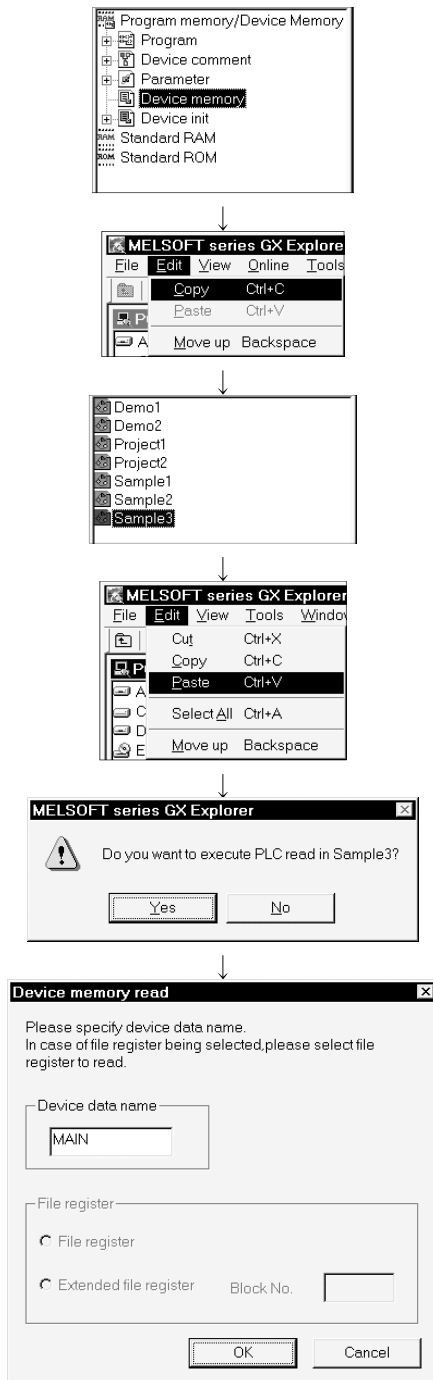 Program memory/Device Memory
Program
Device comment
Parameter
Device memory
Device init
RAM Standard RAM
ROM Standard ROM
↓
MELSOFT series GX Explore
File Edit View Online Tools
Copy Ctrl+C
Paste Ctrl+V
Move up Backspace
P
A
↓
Demo1
Demo2
Project1
Project2
Sample1
Sample2
Sample3
↓
MELSOFT series GX Explorer
File Edit View Tools Windo
Cut Ctrl+X
Copy Ctrl+C
Paste Ctrl+V
Select All Ctrl+A
Move up Backspace
P
A
C
D
E
↓
MELSOFT series GX Explorer
Do you want to execute PLC read in Sample3?
Yes No
↓
Device memory read
Please specify device data name.
In case of file register being selected,please select file
register to read.
Device data name
MAIN
File register
File register
Extended file register Block No.
OK Cancel